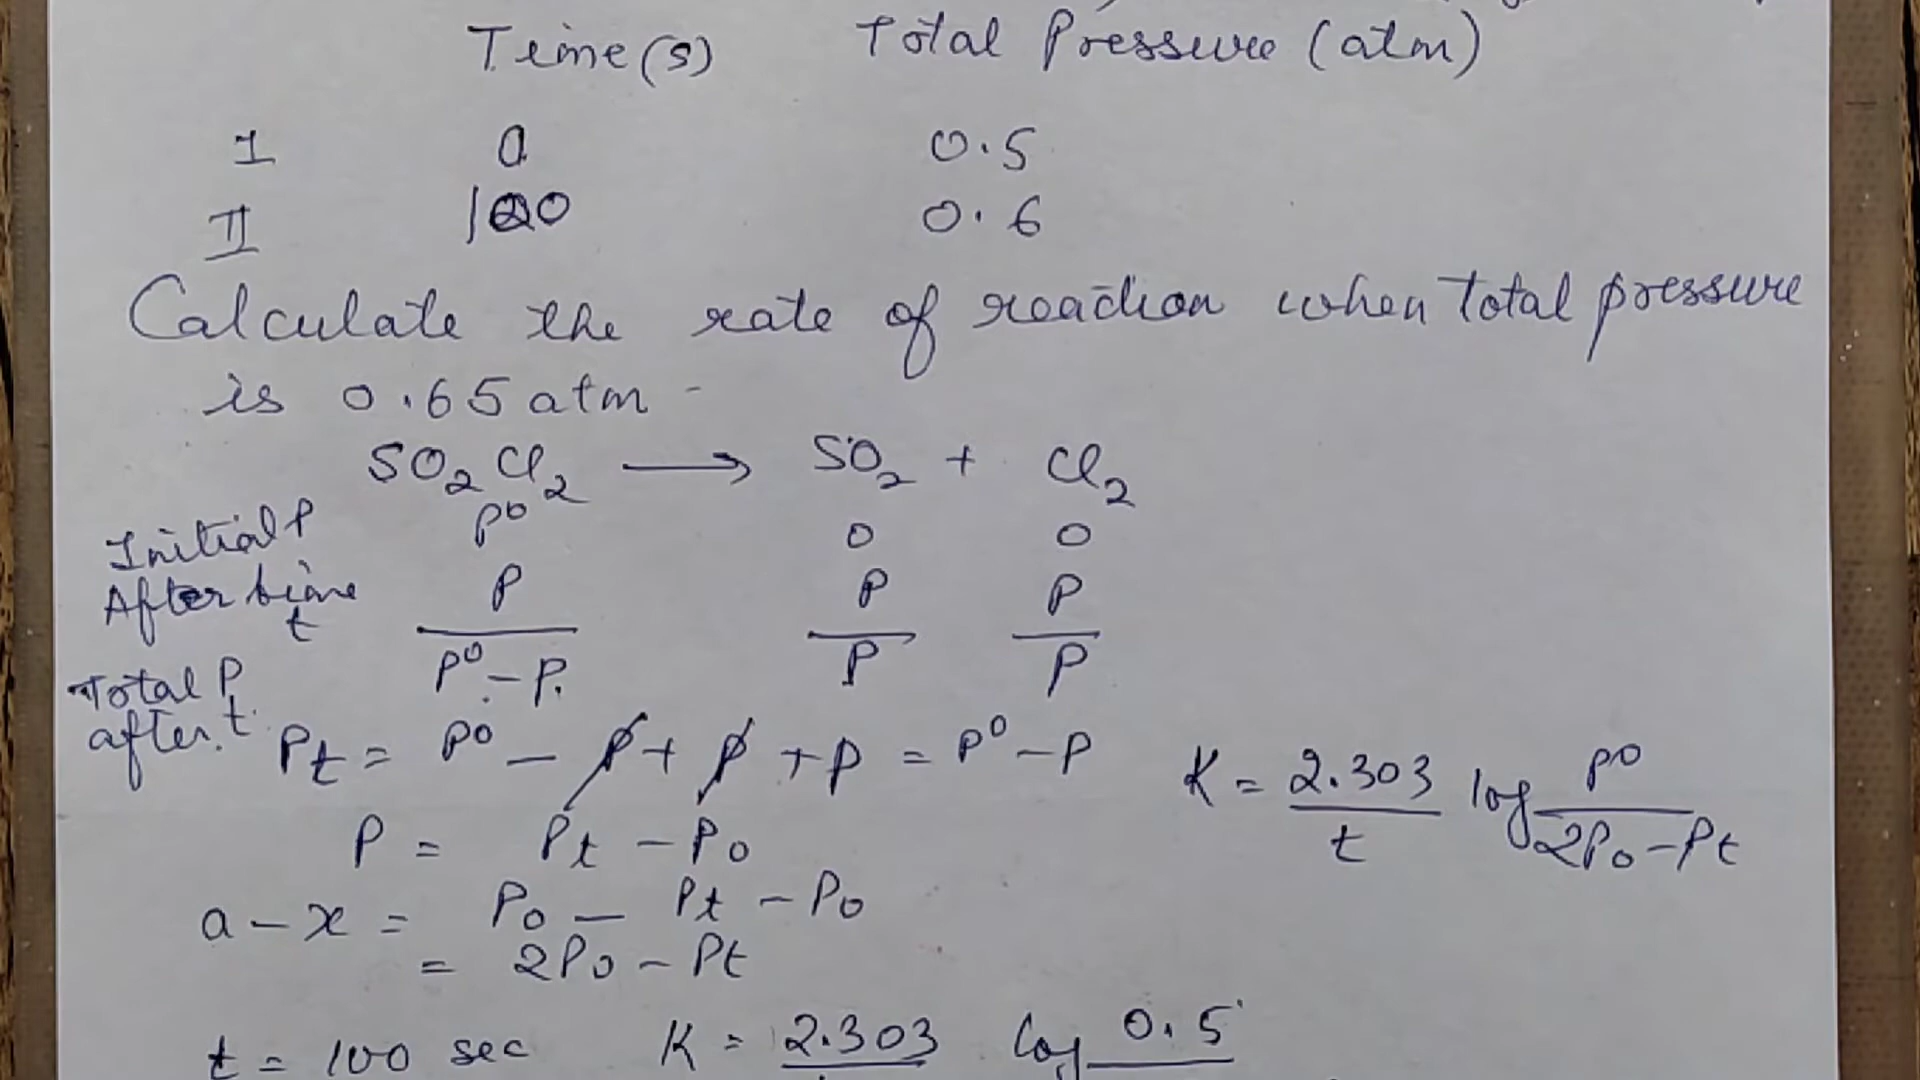 Time(s) Total Pressure (atm)
I 0 0.5
II 100 0.6
Calculate the rate of reaction when Total pressure
is 0.65 atm -
SO₂Cl₂ → SO₂ + Cl₂
Initial P P⁰ 0 0
After time t P P P
Total P after t. P⁰ - P. P P
Pt = P⁰ - P + P + P = P⁰ - P
K = 2.303/t log P⁰/2P₀-Pt
P = Pt - P₀
a - x = P₀ - Pt - P₀
= 2P₀ - Pt
t = 100 sec K = 2.303 log 0.5